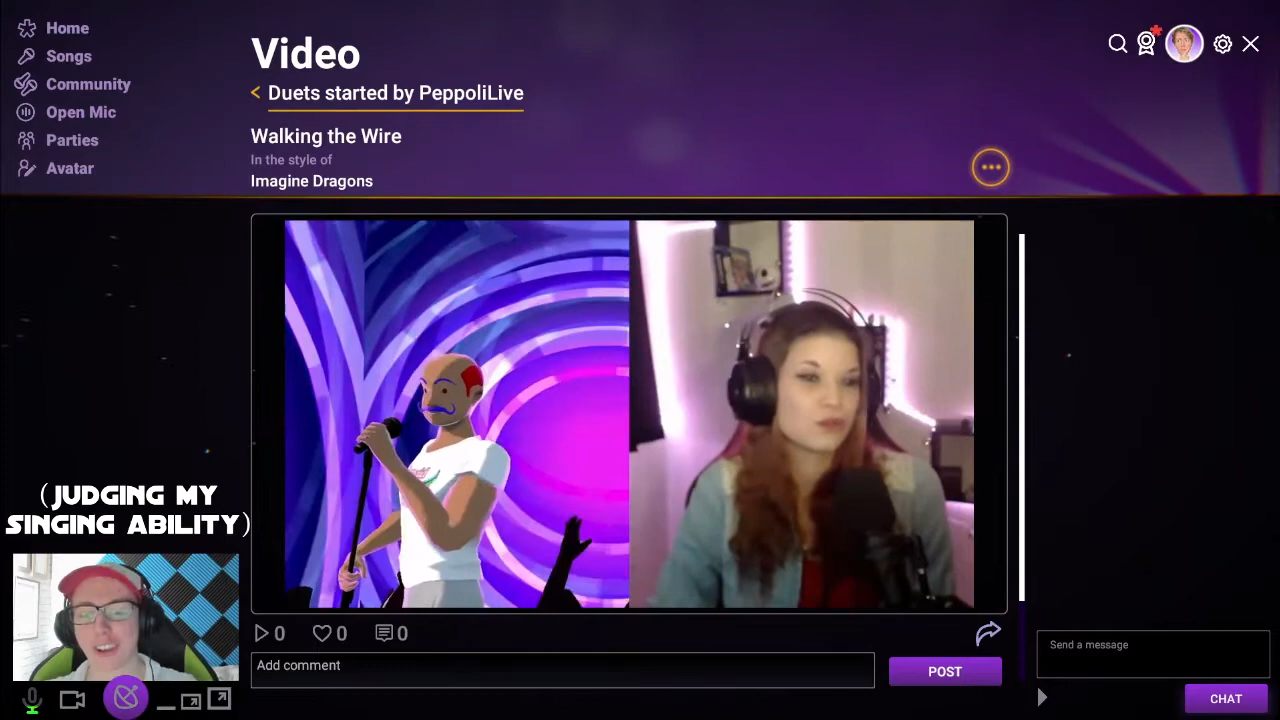 Home
Songs
Community
Open Mic
Parties
Avatar
Video
< Duets started by PeppoliLive
Walking the Wire
In the style of
Imagine Dragons
(JUDGING MY
SINGING ABILITY)
0
0
0
Add comment
POST
Send a message
CHAT